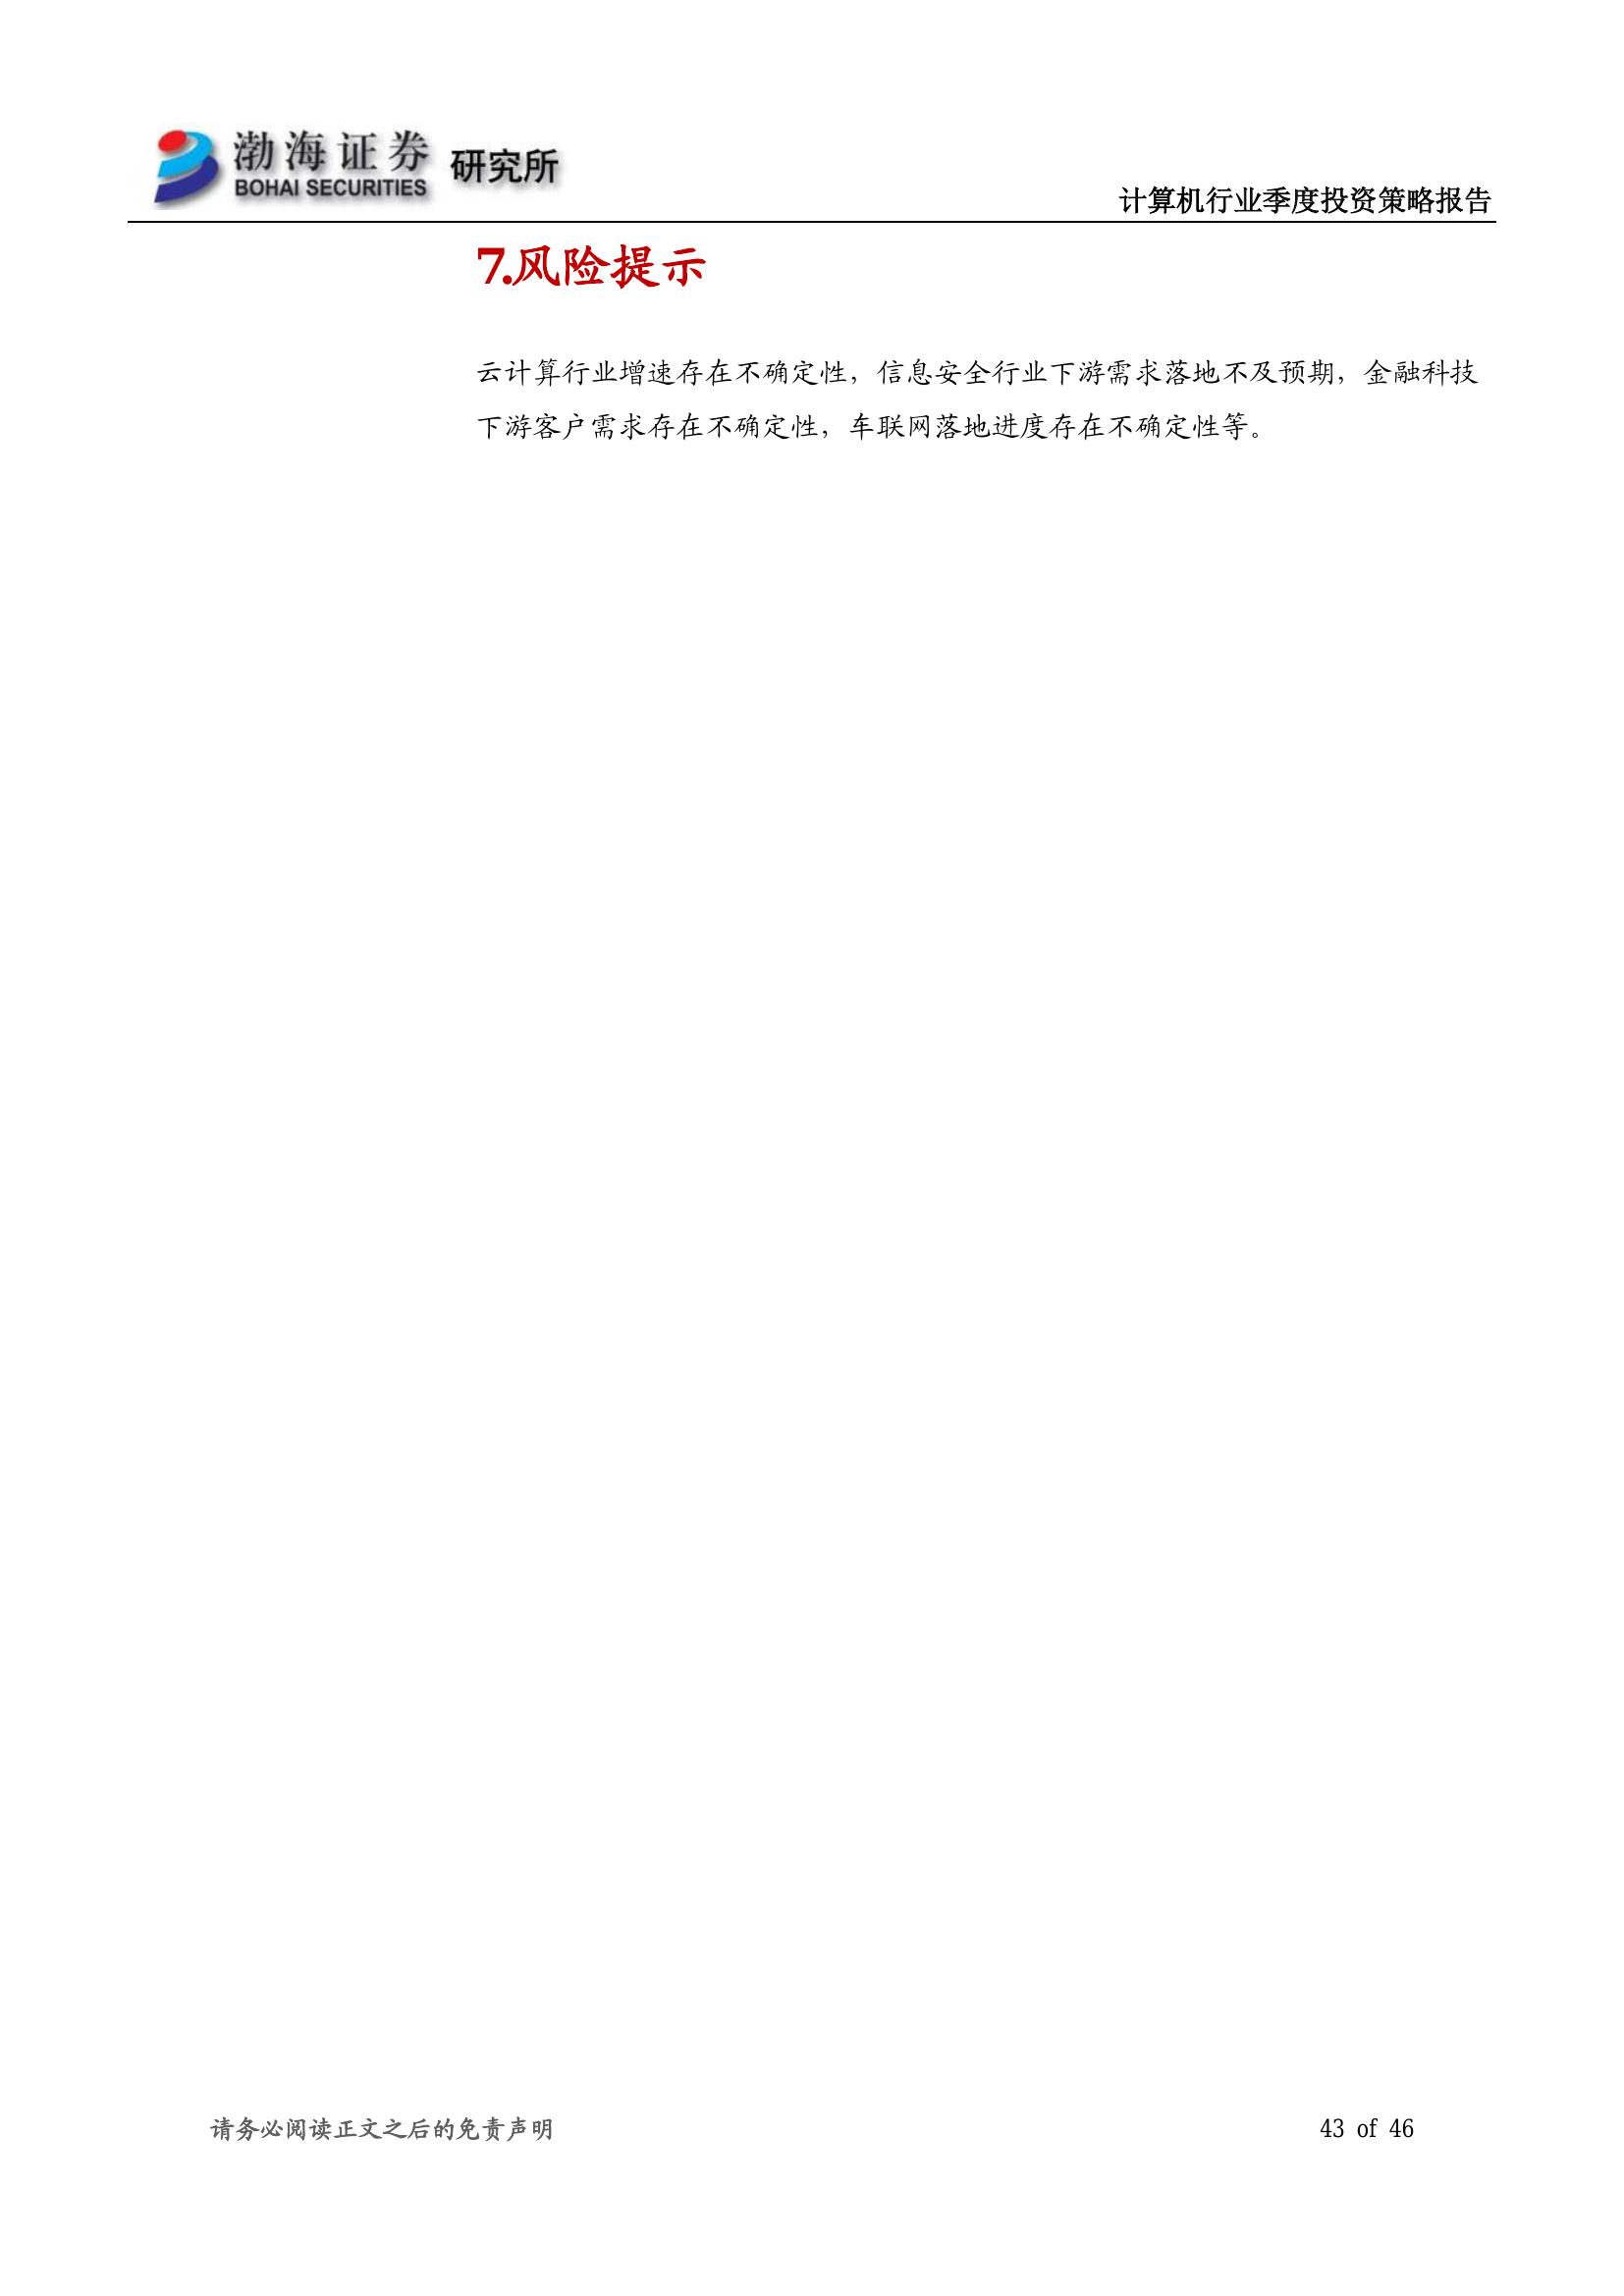 渤海证券 研究所
BOHAI SECURITIES
计算机行业季度投资策略报告
7.风险提示
云计算行业增速存在不确定性，信息安全行业下游需求落地不及预期，金融科技
下游客户需求存在不确定性，车联网落地进度存在不确定性等。
请务必阅读正文之后的免责声明
43 of 46